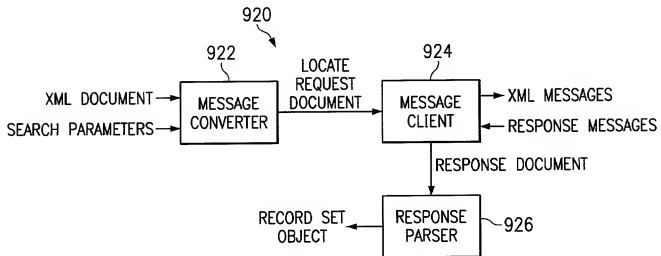 920
922
924
LOCATE
REQUEST
DOCUMENT
XML DOCUMENT
SEARCH PARAMETERS
MESSAGE
CONVERTER
MESSAGE
CLIENT
XML MESSAGES
RESPONSE MESSAGES
RESPONSE DOCUMENT
RECORD SET
OBJECT
RESPONSE
PARSER
926